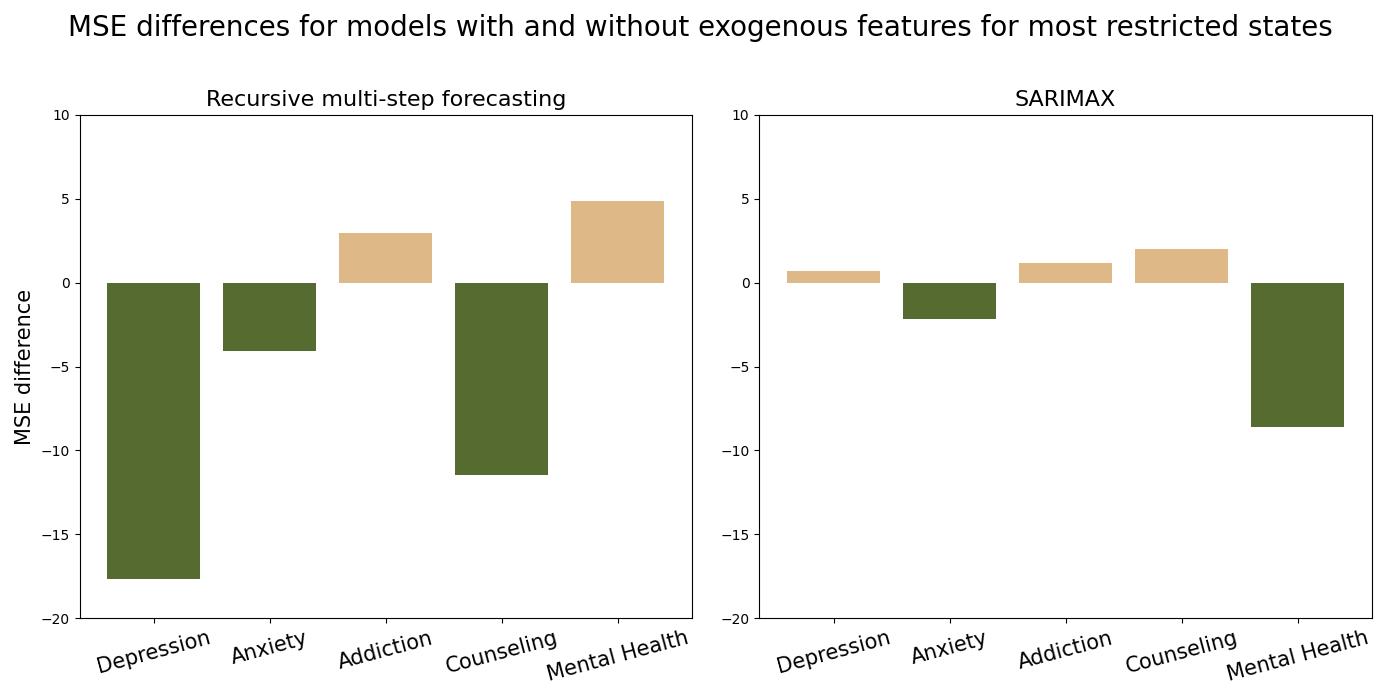 MSE differences for models with and without exogenous features for most restricted states
Recursive multi-step forecasting
10
5
0
−5
−10
−15
−20
MSE difference
Depression
Anxiety
Addiction
Counseling
Mental Health
SARIMAX
10
5
0
−5
−10
−15
−20
Depression
Anxiety
Addiction
Counseling
Mental Health